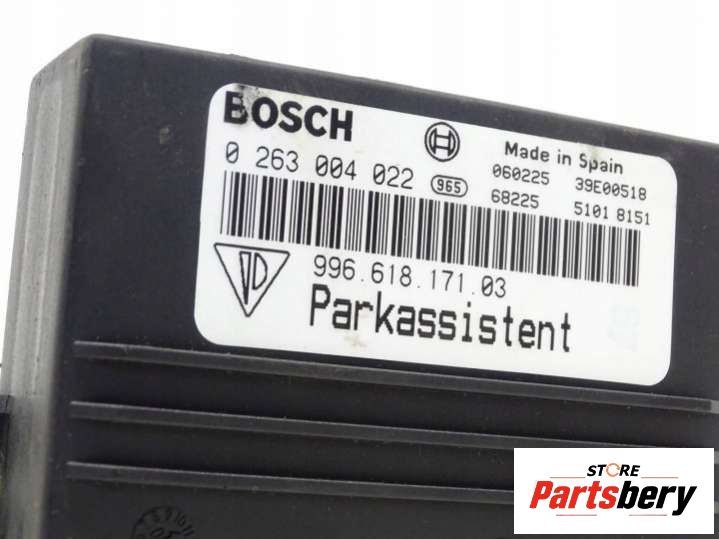 BOSCH
Made in Spain
0 263 004 022
965
060225 39E00518
68225 5101 8151
996.618.171.03
Parkassistent
STORE
Partsbery